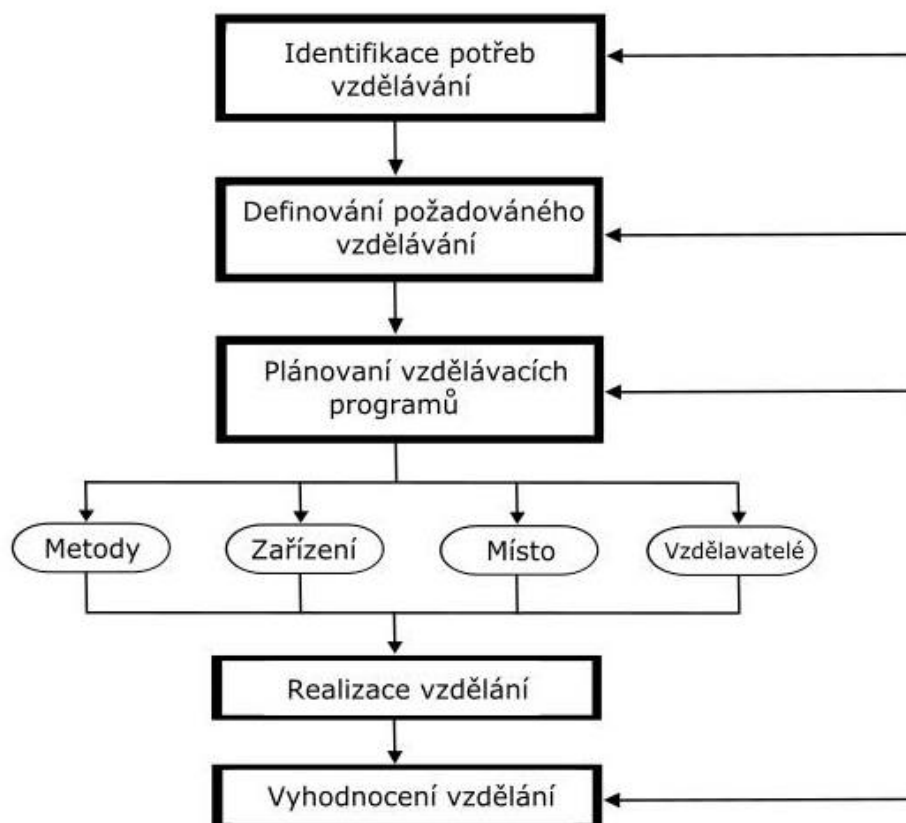 Identifikace potřeb
vzdělávání
Definování požadováného
vzdělávání
Plánovaní vzdělávacích
programů
Metody
Zařízení
Místo
Vzdělavatelé
Realizace vzdělání
Vyhodnocení vzdělání